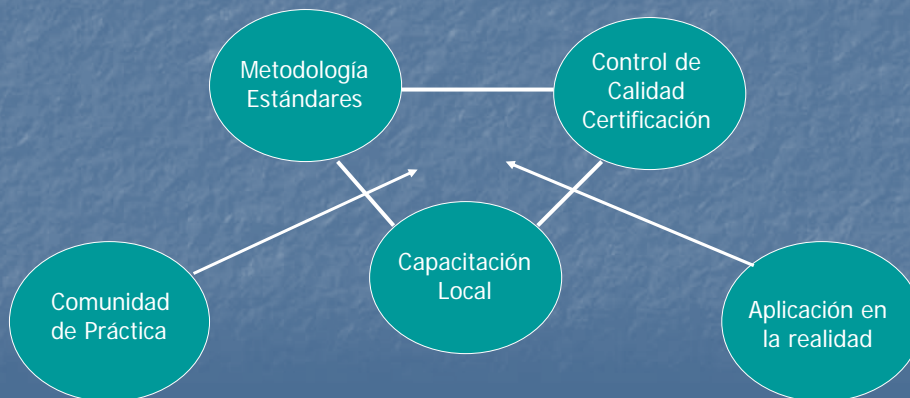 Metodología
Estándares
Control de
Calidad
Certificación
Capacitación
Local
Comunidad
de Práctica
Aplicación en
la realidad